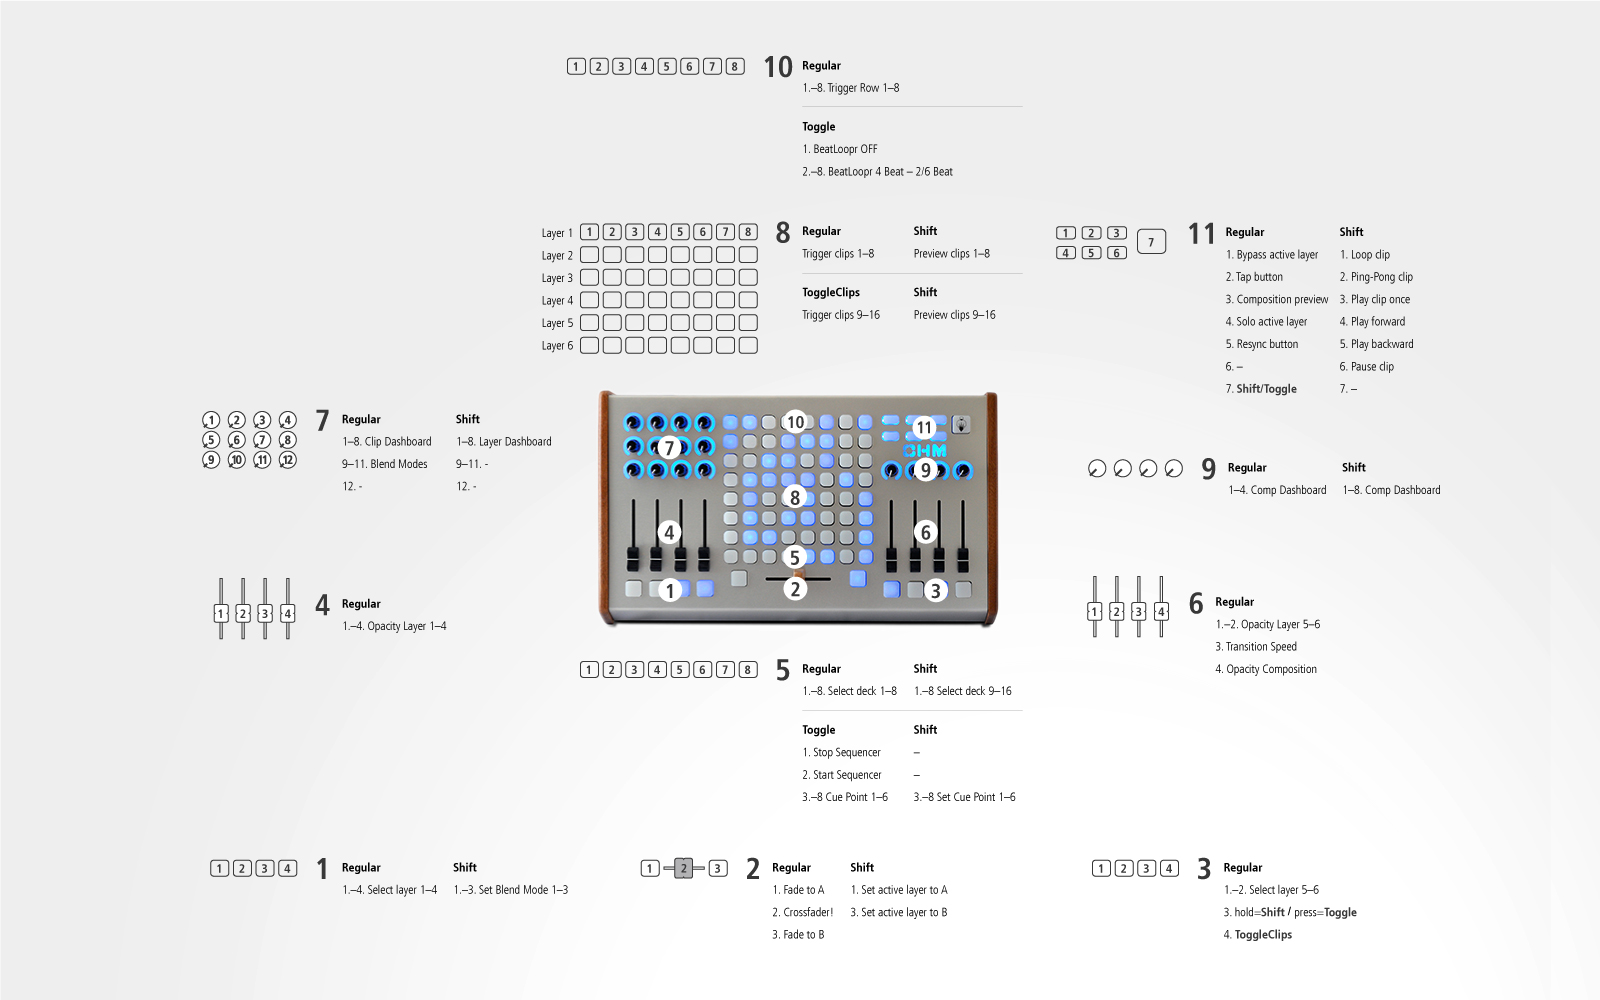 1 2 3 4 5 6 7 8 10 Regular
1.–8. Trigger Row 1–8
Toggle
1. BeatLoopr OFF
2.–8. BeatLoopr 4 Beat – 2/6 Beat
Layer 1 1 2 3 4 5 6 7 8
Layer 2
Layer 3
Layer 4
Layer 5
Layer 6
8 Regular Shift
Trigger clips 1–8 Preview clips 1–8
ToggleClips Shift
Trigger clips 9–16 Preview clips 9–16
1 2 3
4 5 6
7
11 Regular Shift
1. Bypass active layer 1. Loop clip
2. Tap button 2. Ping-Pong clip
3. Composition preview 3. Play clip once
4. Solo active layer 4. Play forward
5. Resync button 5. Play backward
6. – 6. Pause clip
7. Shift/Toggle 7. –
1 2 3 4
5 6 7 8
9 10 11 12
7 Regular Shift
1–8. Clip Dashboard 1–8. Layer Dashboard
9–11. Blend Modes 9–11. -
12. - 12. -
10
11
7
OHM
9
8
4
6
5
1
2
3
9 Regular Shift
1–4. Comp Dashboard 1–8. Comp Dashboard
1 2 3 4
4 Regular
1.–4. Opacity Layer 1–4
1 2 3 4
6 Regular
1.–2. Opacity Layer 5–6
3. Transition Speed
4. Opacity Composition
1 2 3 4 5 6 7 8 5 Regular Shift
1.–8. Select deck 1–8 1.–8 Select deck 9–16
Toggle Shift
1. Stop Sequencer –
2. Start Sequencer –
3.–8 Cue Point 1–6 3.–8 Set Cue Point 1–6
1 2 3 4 1 Regular Shift
1.–4. Select layer 1–4 1.–3. Set Blend Mode 1–3
1 2 3 2 Regular Shift
1. Fade to A 1. Set active layer to A
2. Crossfader! 3. Set active layer to B
3. Fade to B
1 2 3 4 3 Regular
1.–2. Select layer 5–6
3. hold=Shift / press=Toggle
4. ToggleClips